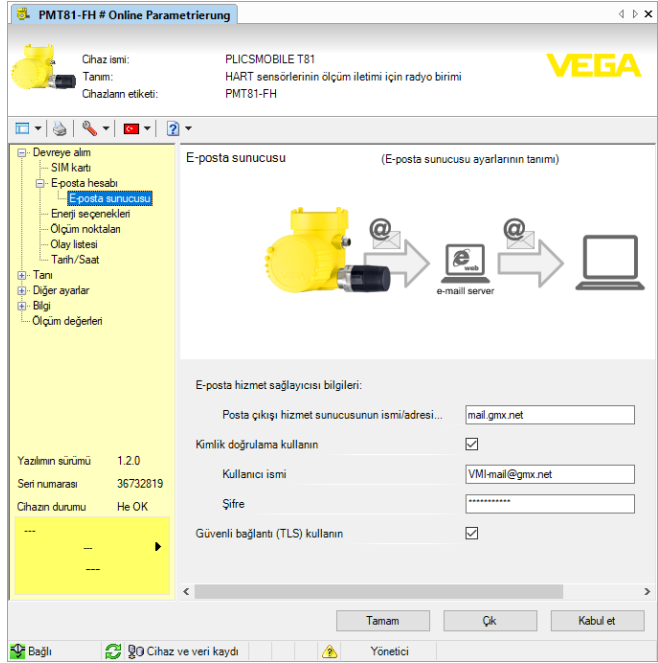 PMT81-FH # Online Parametrierung
Cihaz ismi: PLICSMOBILE T81
Tanım: HART sensörlerinin ölçüm iletimi için radyo birimi
Cihazların etiketi: PMT81-FH
VEGA
Devreye alım
SIM kartı
E-posta hesabı
E-posta sunucusu
Enerji seçenekleri
Ölçüm noktaları
Olay listesi
Tarih/Saat
Tanı
Diğer ayarlar
Bilgi
Ölçüm değerleri
Yazılımın sürümü 1.2.0
Seri numarası 36732819
Cihazın durumu He OK
---
---
---
E-posta sunucusu (E-posta sunucusu ayarlarının tanımı)
@ @
e
web
e-maill server
E-posta hizmet sağlayıcısı bilgileri:
Posta çıkışı hizmet sunucusunun ismi/adresi... mail.gmx.net
Kimlik doğrulama kullanın
Kullanıcı ismi VMI-mail@gmx.net
Şifre ***********
Güvenli bağlantı (TLS) kullanın
Tamam Çık Kabul et
Bağlı Cihaz ve veri kaydı Yönetici